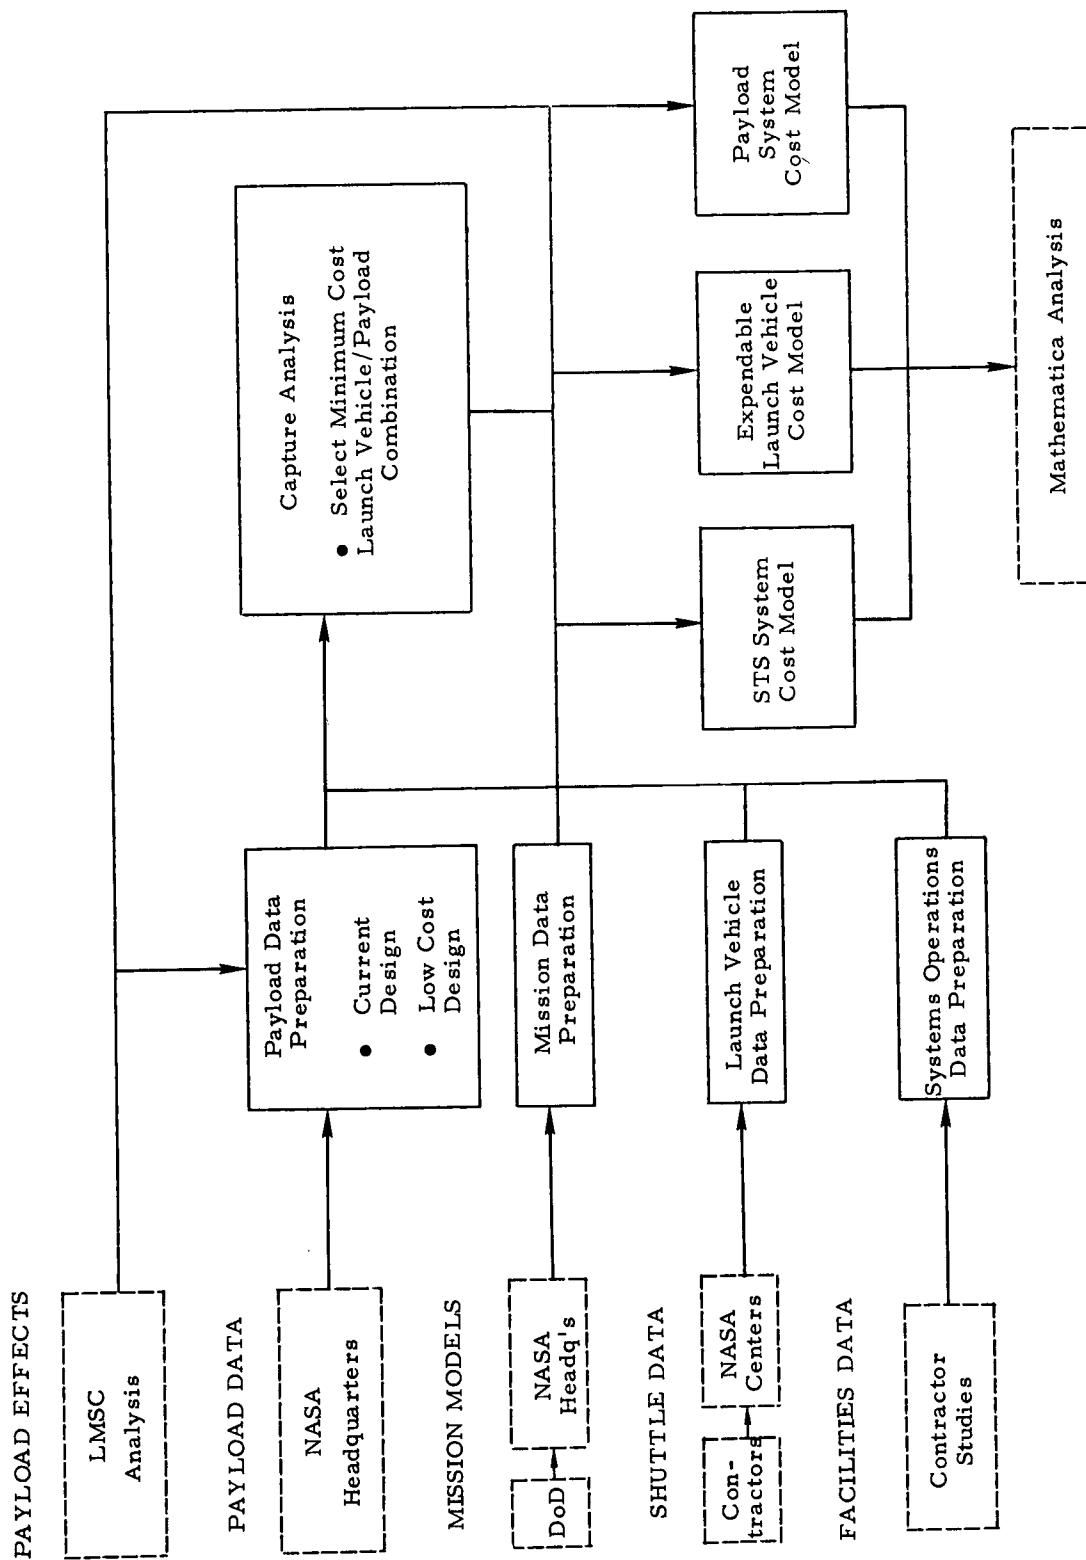 PAYLOAD EFFECTS
LMSC
Analysis
PAYLOAD DATA
NASA
Headquarters
MISSION MODELS
DoD
NASA
Headq's
SHUTTLE DATA
Con-
tractors
NASA
Centers
FACILITIES DATA
Contractor
Studies
Payload Data
Preparation
● Current
Design
● Low Cost
Design
Mission Data
Preparation
Launch Vehicle
Data Preparation
Systems Operations
Data Preparation
Capture Analysis
● Select Minimum Cost
Launch Vehicle/Payload
Combination
STS System
Cost Model
Expendable
Launch Vehicle
Cost Model
Payload
System
Cost Model
Mathematica Analysis